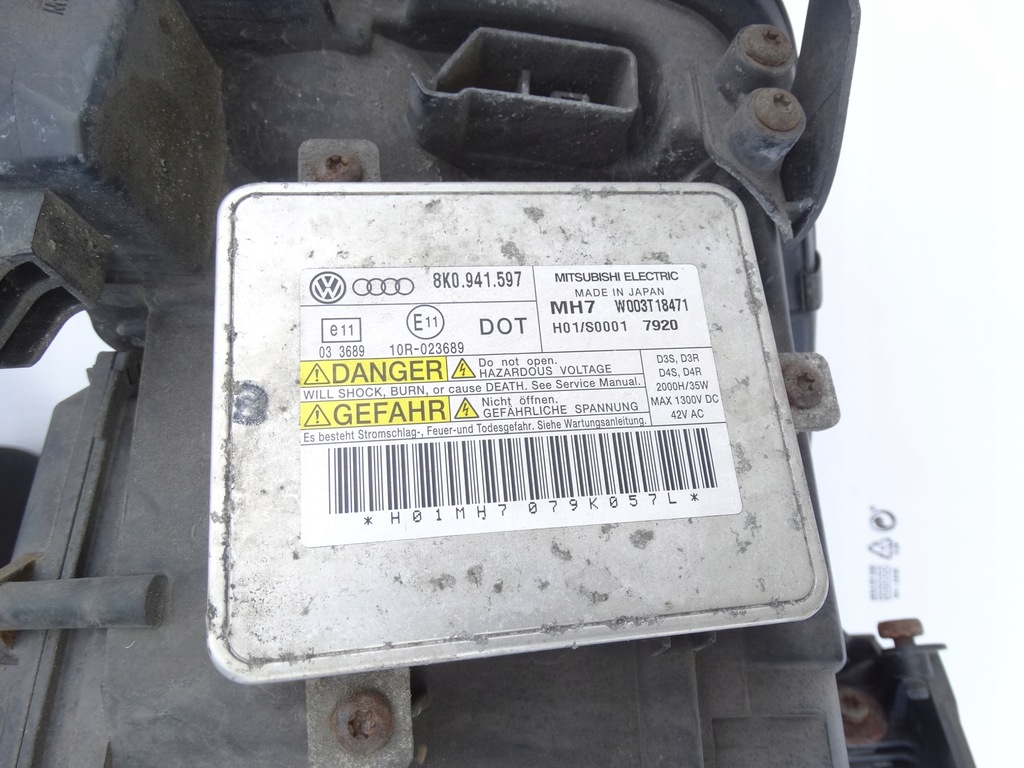 8K0.941.597
MITSUBISHI ELECTRIC
MADE IN JAPAN
MH7 W003T18471
H01/S0001 7920
e11
E11
DOT
03 3689
10R-023689
DANGER
Do not open.
HAZARDOUS VOLTAGE
WILL SHOCK, BURN, or cause DEATH. See Service Manual.
GEFAHR
Nicht öffnen.
GEFÄHRLICHE SPANNUNG
Es besteht Stromschlag-, Feuer-und Todesgefahr. Siehe Wartungsanleitung.
D3S, D3R
D4S, D4R
2000H/35W
MAX 1300V DC
42V AC
*H01MH7079K057L*